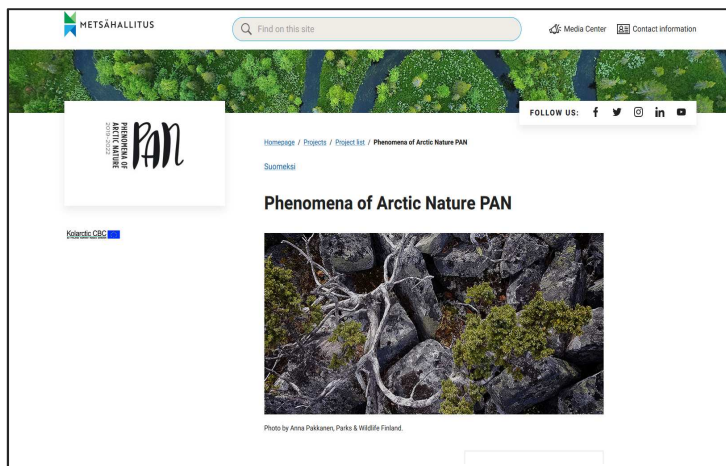 METSÄHALLITUS
Find on this site
Media Center
Contact information
FOLLOW US:
PHENOMENA OF
ARCTIC NATURE
2019–2022
PAN
Homepage / Projects / Project list / Phenomena of Arctic Nature PAN
Suomeksi
Phenomena of Arctic Nature PAN
Kolarctic CBC
Photo by Anna Pakkanen, Parks & Wildlife Finland.